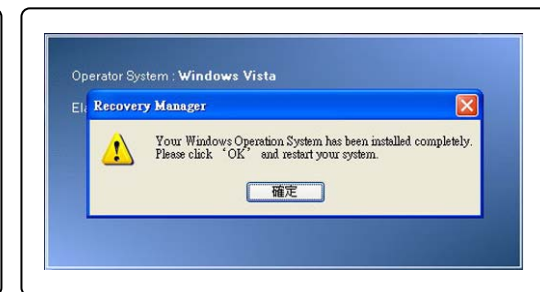 Operator System : Windows Vista
Recovery Manager
Your Windows Operation System has been installed completely.
Please click ‘OK’ and restart your system.
確定